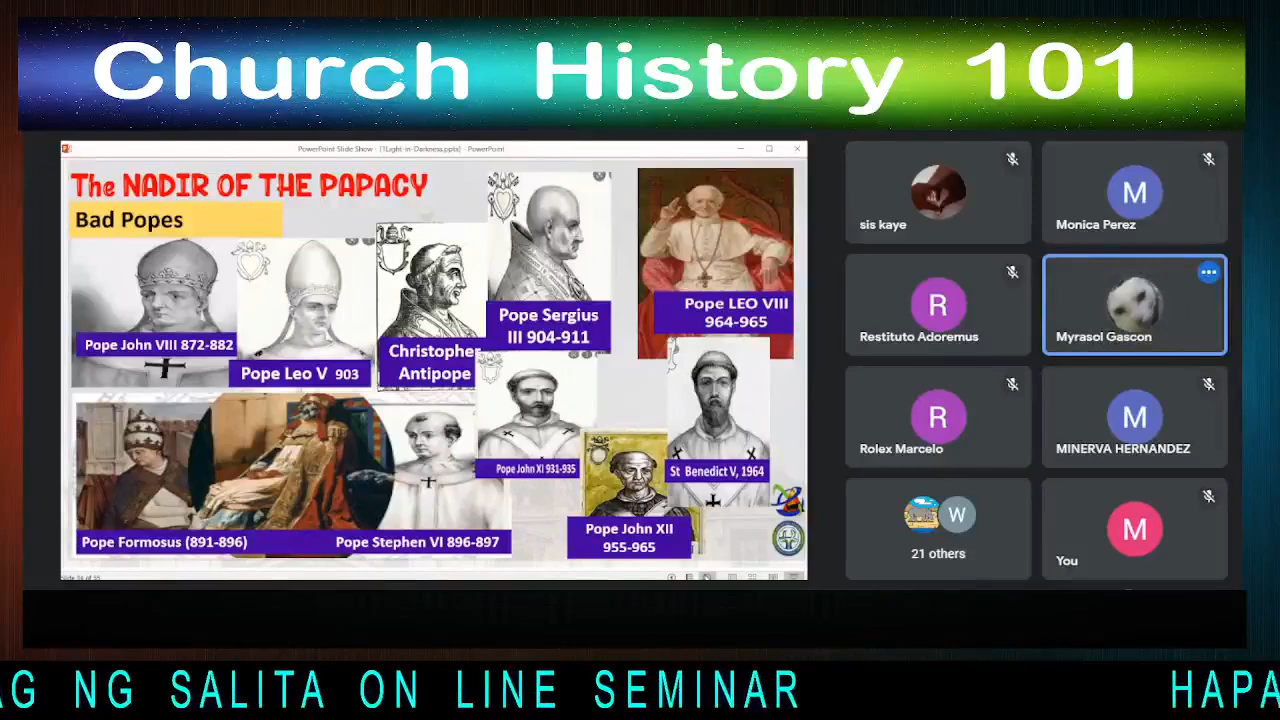 Church History 101
PowerPoint Slide Show - [1Light-in-Darkness.pptx] - PowerPoint
The NADIR OF THE PAPACY
Bad Popes
Pope John VIII 872-882
Pope Leo V 903
Christopher
Antipope
Pope Sergius
III 904-911
Pope LEO VIII
964-965
Pope Formosus (891-896)
Pope Stephen VI 896-897
Pope John XI 931-935
Pope John XII
955-965
St Benedict V, 1964
sis kaye
M
Monica Perez
R
Restituto Adoremus
Myrasol Gascon
R
Rolex Marcelo
M
MINERVA HERNANDEZ
W
21 others
M
You
AG NG SALITA ON LINE SEMINAR
HAPA